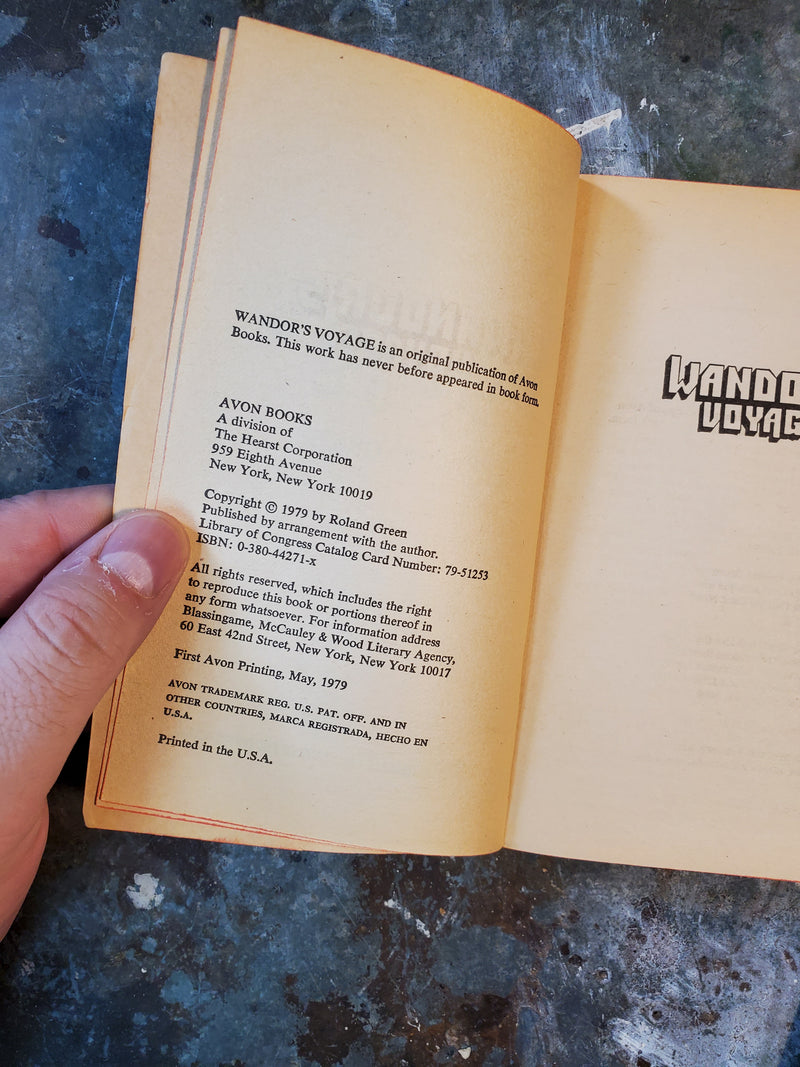 WANDOR'S VOYAGE is an original publication of Avon
Books. This work has never before appeared in book form.
AVON BOOKS
A division of
The Hearst Corporation
959 Eighth Avenue
New York, New York 10019
Copyright © 1979 by Roland Green
Published by arrangement with the author.
Library of Congress Catalog Card Number: 79-51253
ISBN: 0-380-44271-x
All rights reserved, which includes the right
to reproduce this book or portions thereof in
any form whatsoever. For information address
Blassingame, McCauley & Wood Literary Agency,
60 East 42nd Street, New York, New York 10017
First Avon Printing, May, 1979
AVON TRADEMARK REG. U.S. PAT. OFF. AND IN
OTHER COUNTRIES, MARCA REGISTRADA, HECHO EN
U.S.A.
Printed in the U.S.A.
WANDO
VOYAG